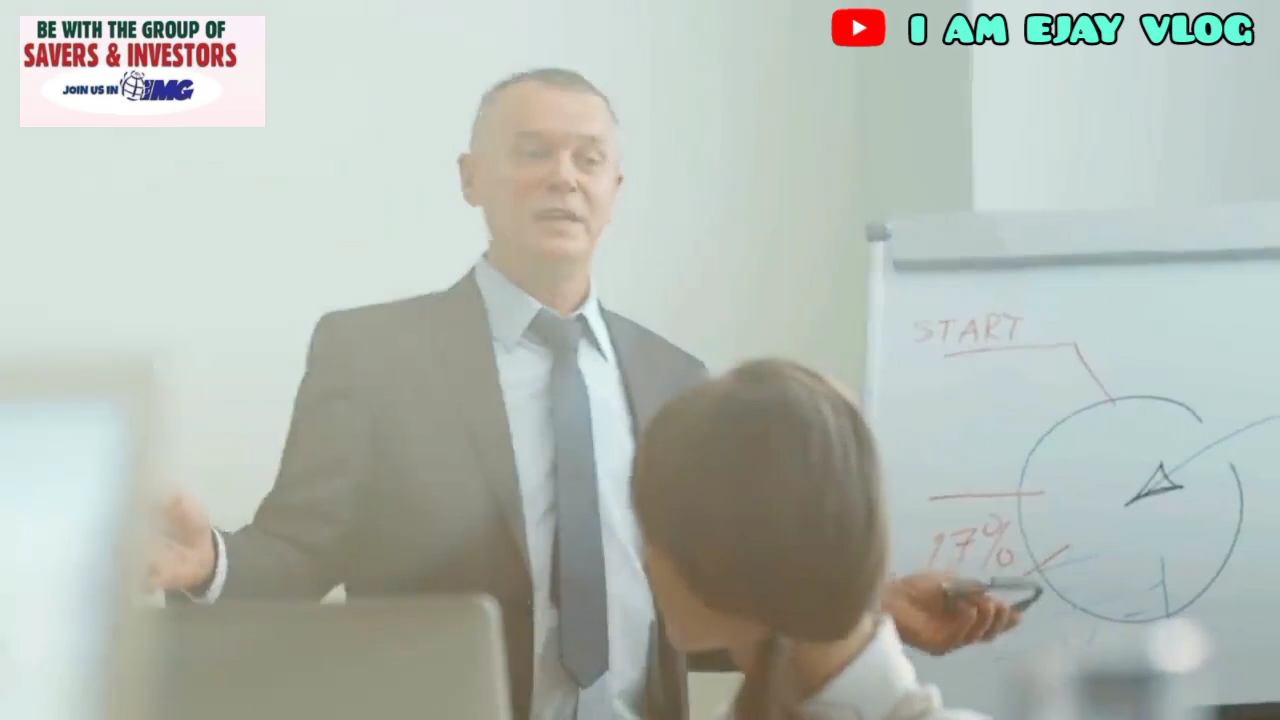 BE WITH THE GROUP OF
SAVERS & INVESTORS
JOIN US IN IMG
I AM EJAY VLOG
START
17%